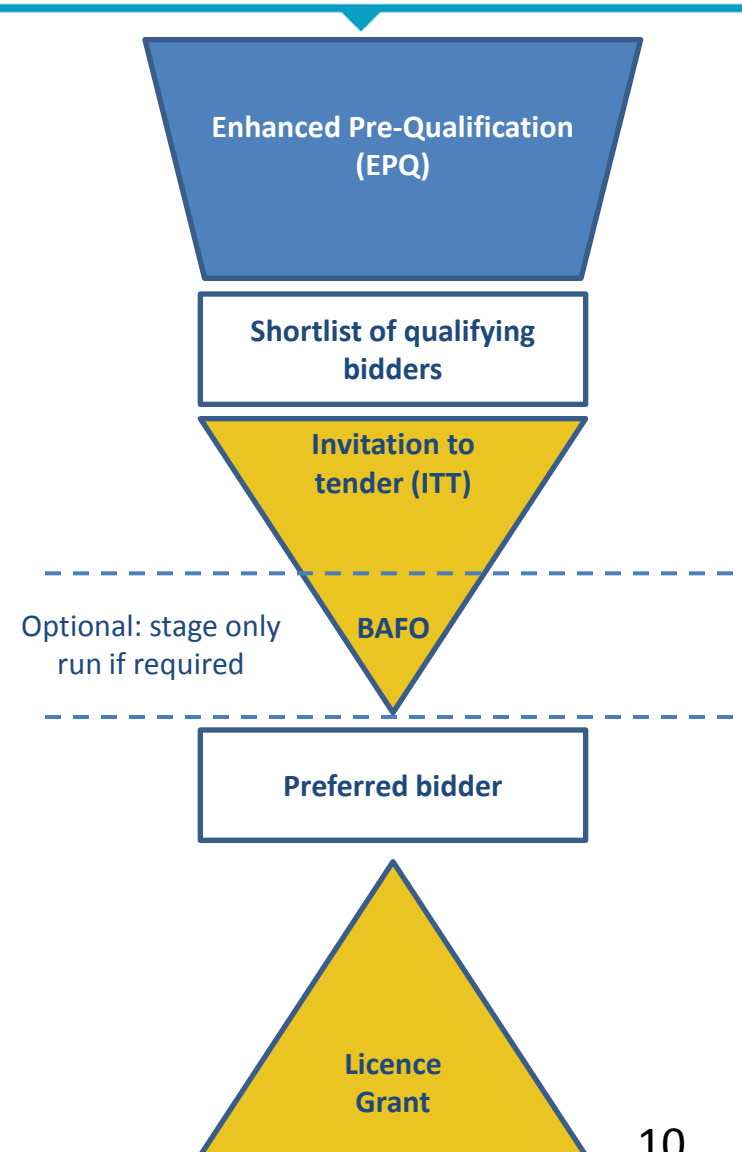 Enhanced Pre-Qualification
(EPQ)
Shortlist of qualifying
bidders
Invitation to
tender (ITT)
Optional: stage only
run if required
BAFO
Preferred bidder
Licence
Grant
10